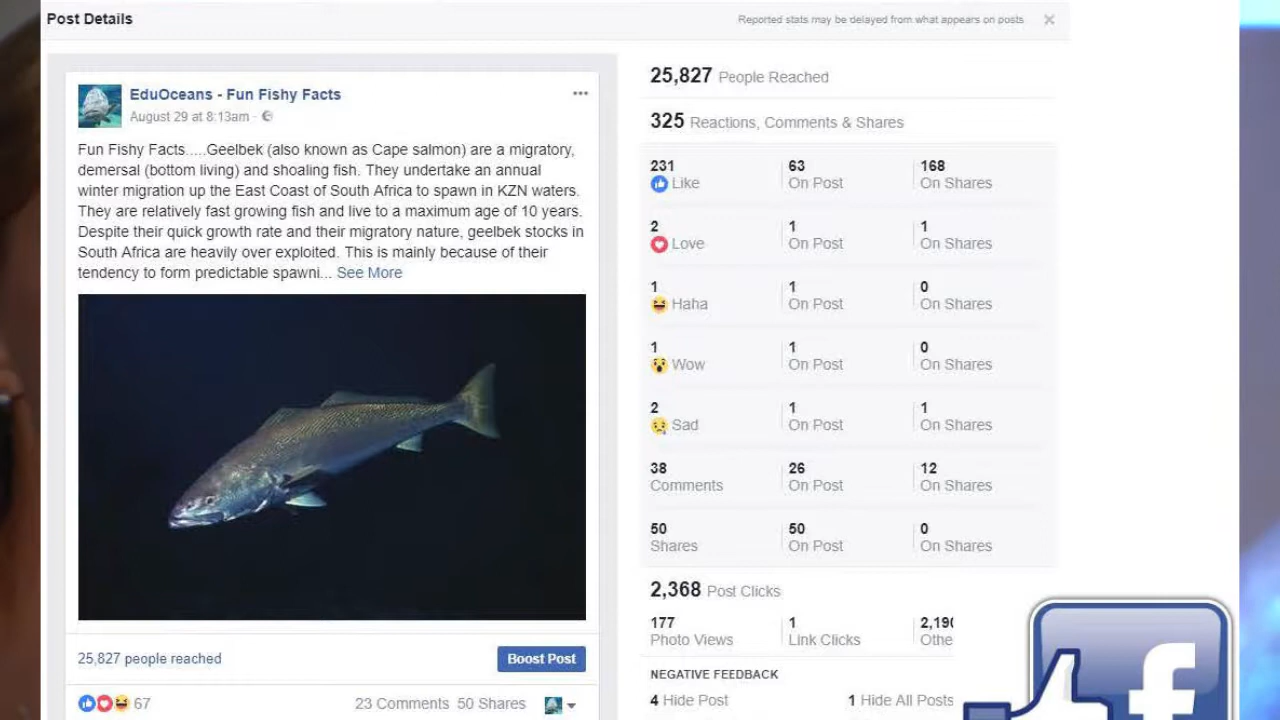 Post Details
Reported stats may be delayed from what appears on posts
EduOceans - Fun Fishy Facts
August 29 at 8:13am ·
Fun Fishy Facts.....Geelbek (also known as Cape salmon) are a migratory,
demersal (bottom living) and shoaling fish. They undertake an annual
winter migration up the East Coast of South Africa to spawn in KZN waters.
They are relatively fast growing fish and live to a maximum age of 10 years.
Despite their quick growth rate and their migratory nature, geelbek stocks in
South Africa are heavily over exploited. This is mainly because of their
tendency to form predictable spawni... See More
25,827 people reached
Boost Post
67
23 Comments 50 Shares
25,827 People Reached
325 Reactions, Comments & Shares
231 63 168
Like On Post On Shares
2 1 1
Love On Post On Shares
1 1 0
Haha On Post On Shares
1 1 0
Wow On Post On Shares
2 1 1
Sad On Post On Shares
38 26 12
Comments On Post On Shares
50 50 0
Shares On Post On Shares
2,368 Post Clicks
177 1 2,19
Photo Views Link Clicks Othe
NEGATIVE FEEDBACK
4 Hide Post 1 Hide All Posts
f